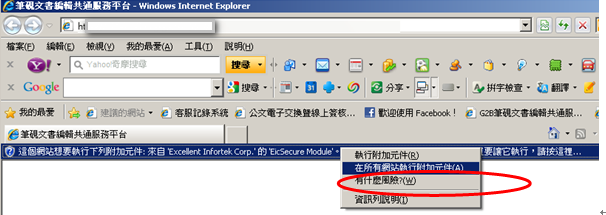 筆硯文書編輯共通服務平台 - Windows Internet Explorer
ht
檔案(F) 編輯(E) 檢視(V) 我的最愛(A) 工具(T) 說明(H)
Y! Yahoo!奇摩搜尋 搜尋
Google 搜尋 分享 拼字檢查 翻譯
我的最愛 建議的網站 客服記錄系統 公文電子交換暨線上簽核... 歡迎使用 Facebook！ G2B筆硯文書編輯共通服...
筆硯文書編輯共通服務平台
這個網站想要執行下列附加元件: 來自 'Excellent Infotek Corp.' 的 'EicSecure Module'。 要讓它執行，請按這裡...
執行附加元件(R)
在所有網站執行附加元件(A)
有什麼風險?(W)
資訊列說明(I)